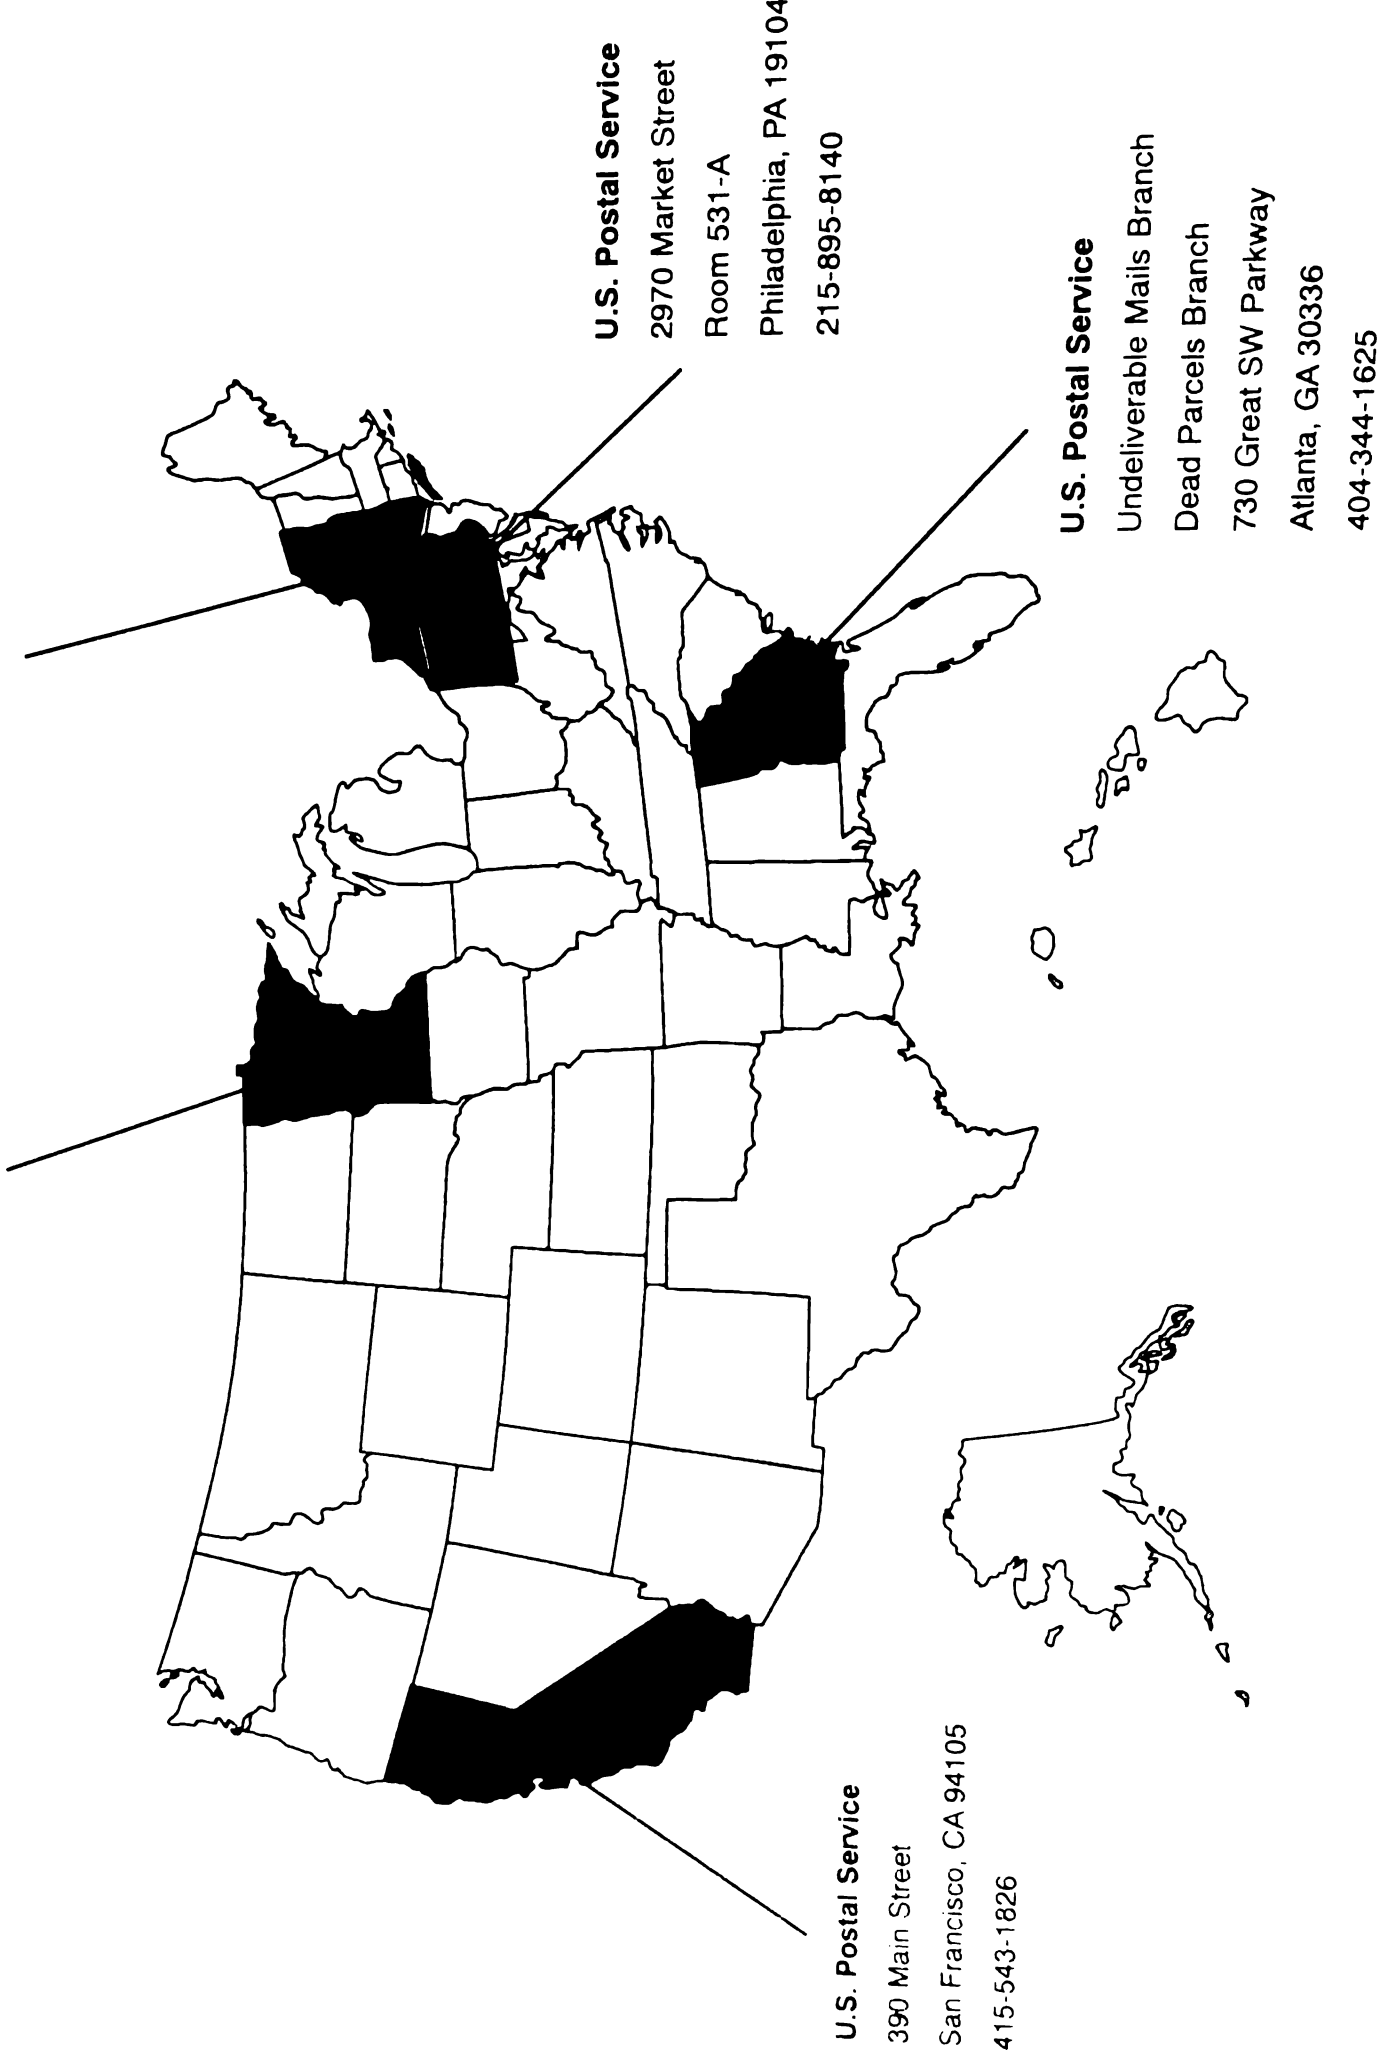 U.S. Postal Service
2970 Market Street
Room 531-A
Philadelphia, PA 19104
215-895-8140
U.S. Postal Service
Undeliverable Mails Branch
Dead Parcels Branch
730 Great SW Parkway
Atlanta, GA 30336
404-344-1625
U.S. Postal Service
390 Main Street
San Francisco, CA 94105
415-543-1826